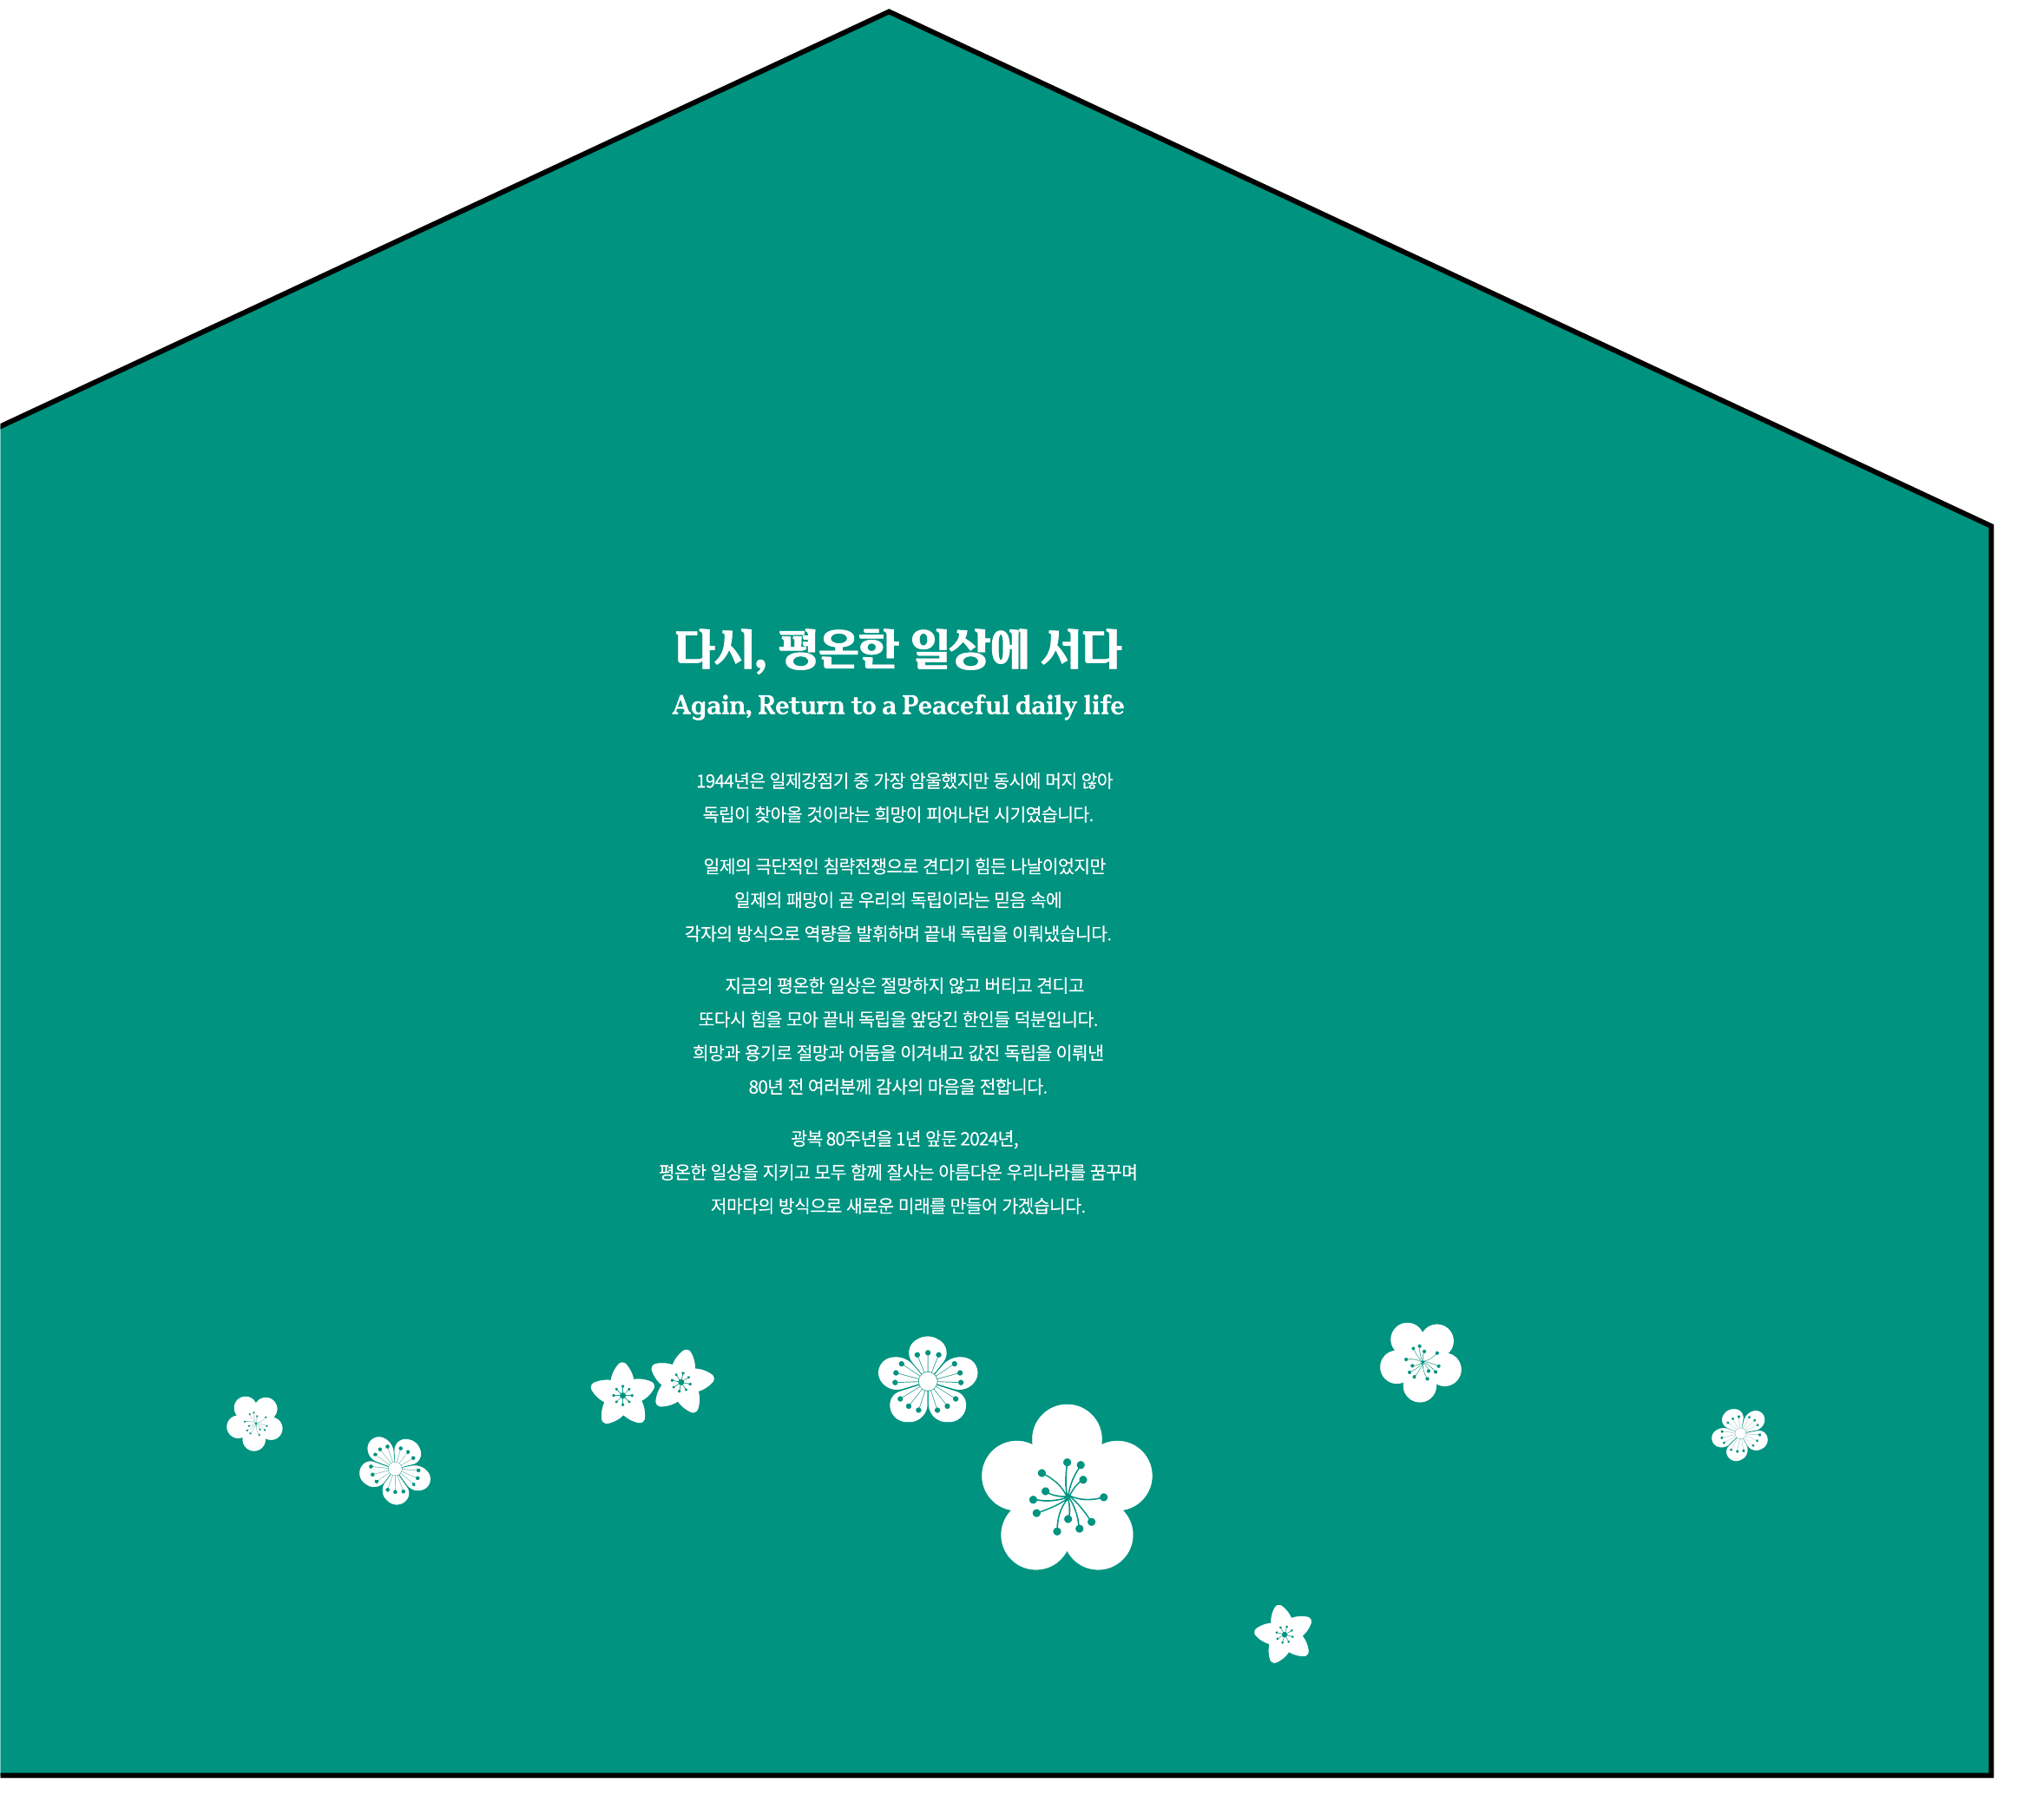 다시, 평온한 일상에 서다
Again, Return to a Peaceful daily life
1944년은 일제강점기 중 가장 암울했지만 동시에 머지 않아
독립이 찾아올 것이라는 희망이 피어나던 시기였습니다.
일제의 극단적인 침략전쟁으로 견디기 힘든 나날이었지만
일제의 패망이 곧 우리의 독립이라는 믿음 속에
각자의 방식으로 역량을 발휘하며 끝내 독립을 이뤄냈습니다.
지금의 평온한 일상은 절망하지 않고 버티고 견디고
또다시 힘을 모아 끝내 독립을 앞당긴 한인들 덕분입니다.
희망과 용기로 절망과 어둠을 이겨내고 값진 독립을 이뤄낸
80년 전 여러분께 감사의 마음을 전합니다.
광복 80주년을 1년 앞둔 2024년,
평온한 일상을 지키고 모두 함께 잘사는 아름다운 우리나라를 꿈꾸며
저마다의 방식으로 새로운 미래를 만들어 가겠습니다.